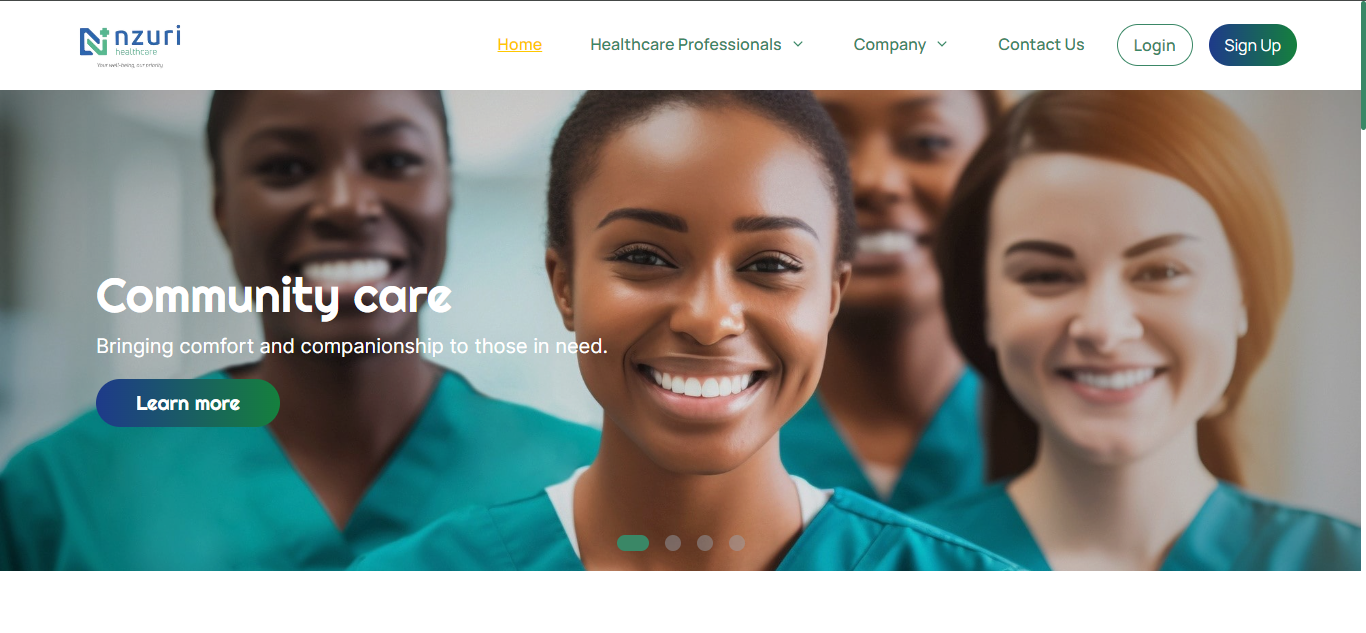 nzuri
healthcare
Your well-being, our priority
Home
Healthcare Professionals
Company
Contact Us
Login
Sign Up
Community care
Bringing comfort and companionship to those in need.
Learn more